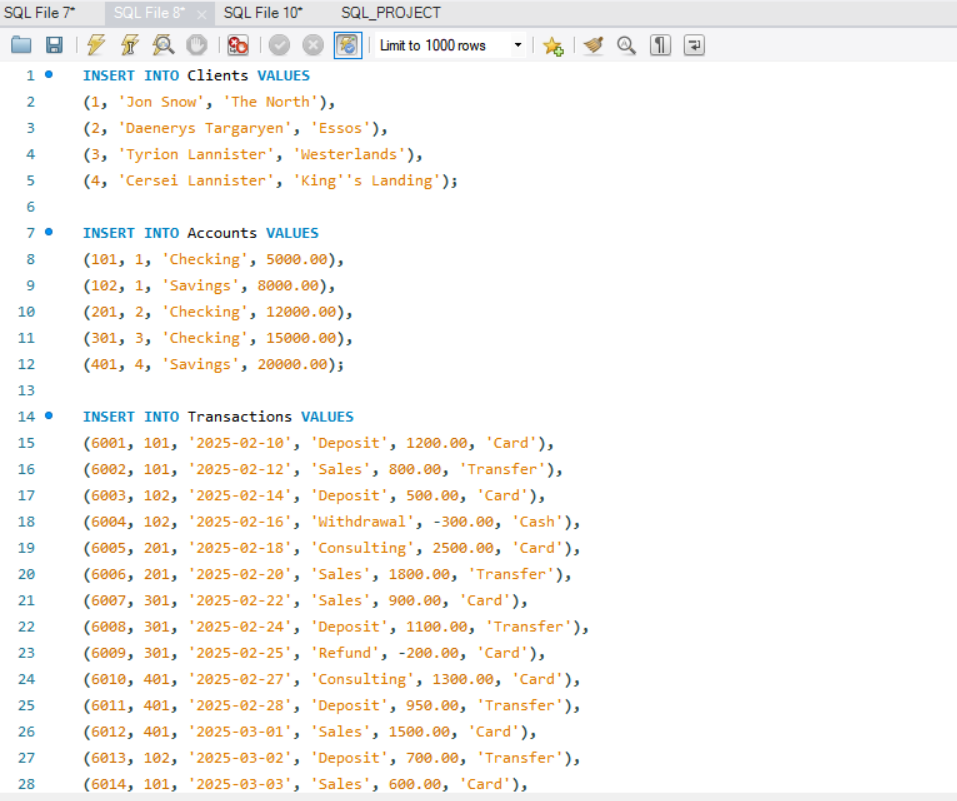 SQL File 7* SQL File 8* SQL File 10* SQL_PROJECT
Limit to 1000 rows
1 INSERT INTO Clients VALUES
2 (1, 'Jon Snow', 'The North'),
3 (2, 'Daenerys Targaryen', 'Essos'),
4 (3, 'Tyrion Lannister', 'Westerlands'),
5 (4, 'Cersei Lannister', 'King''s Landing');
6
7 INSERT INTO Accounts VALUES
8 (101, 1, 'Checking', 5000.00),
9 (102, 1, 'Savings', 8000.00),
10 (201, 2, 'Checking', 12000.00),
11 (301, 3, 'Checking', 15000.00),
12 (401, 4, 'Savings', 20000.00);
13
14 INSERT INTO Transactions VALUES
15 (6001, 101, '2025-02-10', 'Deposit', 1200.00, 'Card'),
16 (6002, 101, '2025-02-12', 'Sales', 800.00, 'Transfer'),
17 (6003, 102, '2025-02-14', 'Deposit', 500.00, 'Card'),
18 (6004, 102, '2025-02-16', 'Withdrawal', -300.00, 'Cash'),
19 (6005, 201, '2025-02-18', 'Consulting', 2500.00, 'Card'),
20 (6006, 201, '2025-02-20', 'Sales', 1800.00, 'Transfer'),
21 (6007, 301, '2025-02-22', 'Sales', 900.00, 'Card'),
22 (6008, 301, '2025-02-24', 'Deposit', 1100.00, 'Transfer'),
23 (6009, 301, '2025-02-25', 'Refund', -200.00, 'Card'),
24 (6010, 401, '2025-02-27', 'Consulting', 1300.00, 'Card'),
25 (6011, 401, '2025-02-28', 'Deposit', 950.00, 'Transfer'),
26 (6012, 401, '2025-03-01', 'Sales', 1500.00, 'Card'),
27 (6013, 102, '2025-03-02', 'Deposit', 700.00, 'Transfer'),
28 (6014, 101, '2025-03-03', 'Sales', 600.00, 'Card'),